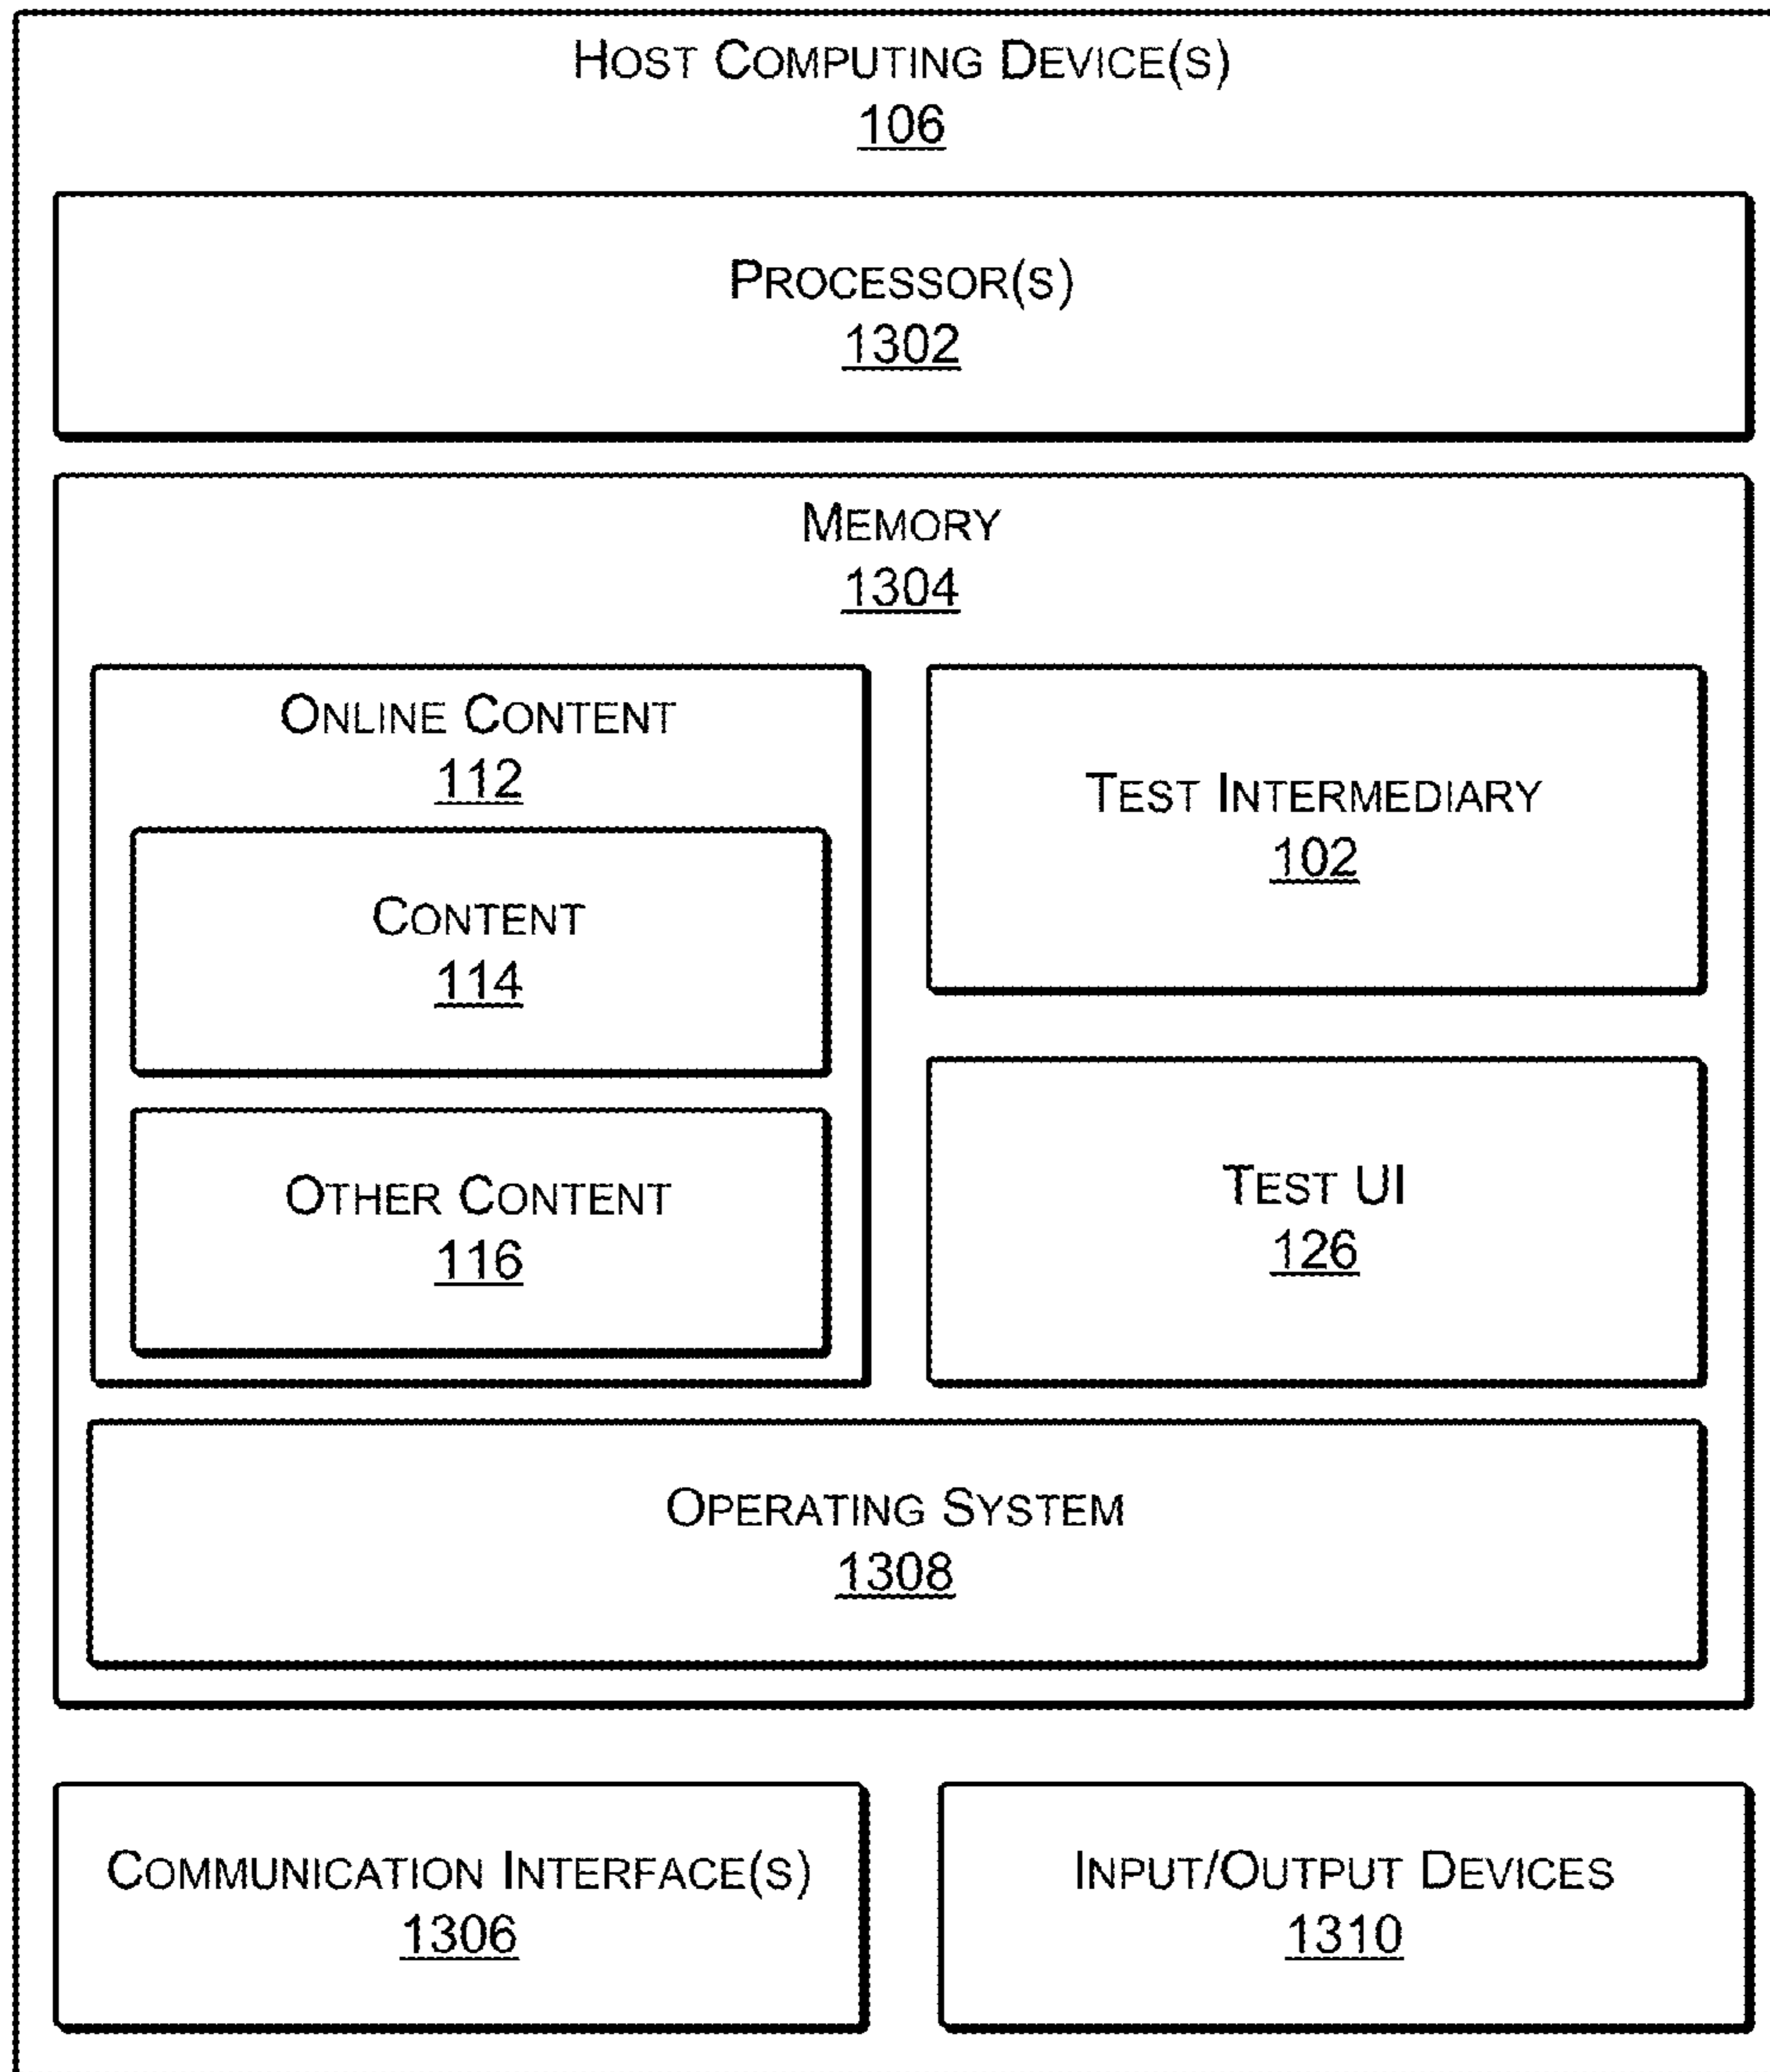 HOST COMPUTING DEVICE(S)
106
PROCESSOR(S)
1302
MEMORY
1304
ONLINE CONTENT
112
CONTENT
114
OTHER CONTENT
116
TEST INTERMEDIARY
102
TEST UI
126
OPERATING SYSTEM
1308
COMMUNICATION INTERFACE(S)
1306
INPUT/OUTPUT DEVICES
1310